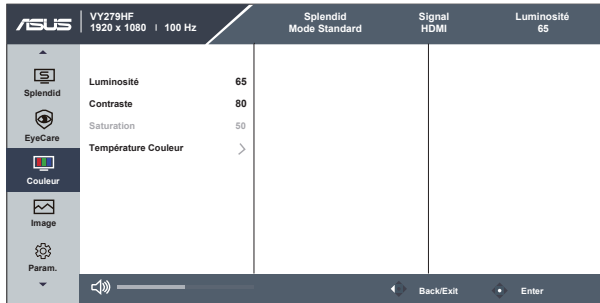 ASUS
VY279HF
1920 x 1080 | 100 Hz
Splendid
Mode Standard
Signal
HDMI
Luminosité
65
Splendid
EyeCare
Couleur
Image
Param.
Luminosité 65
Contraste 80
Saturation 50
Température Couleur
Back/Exit
Enter